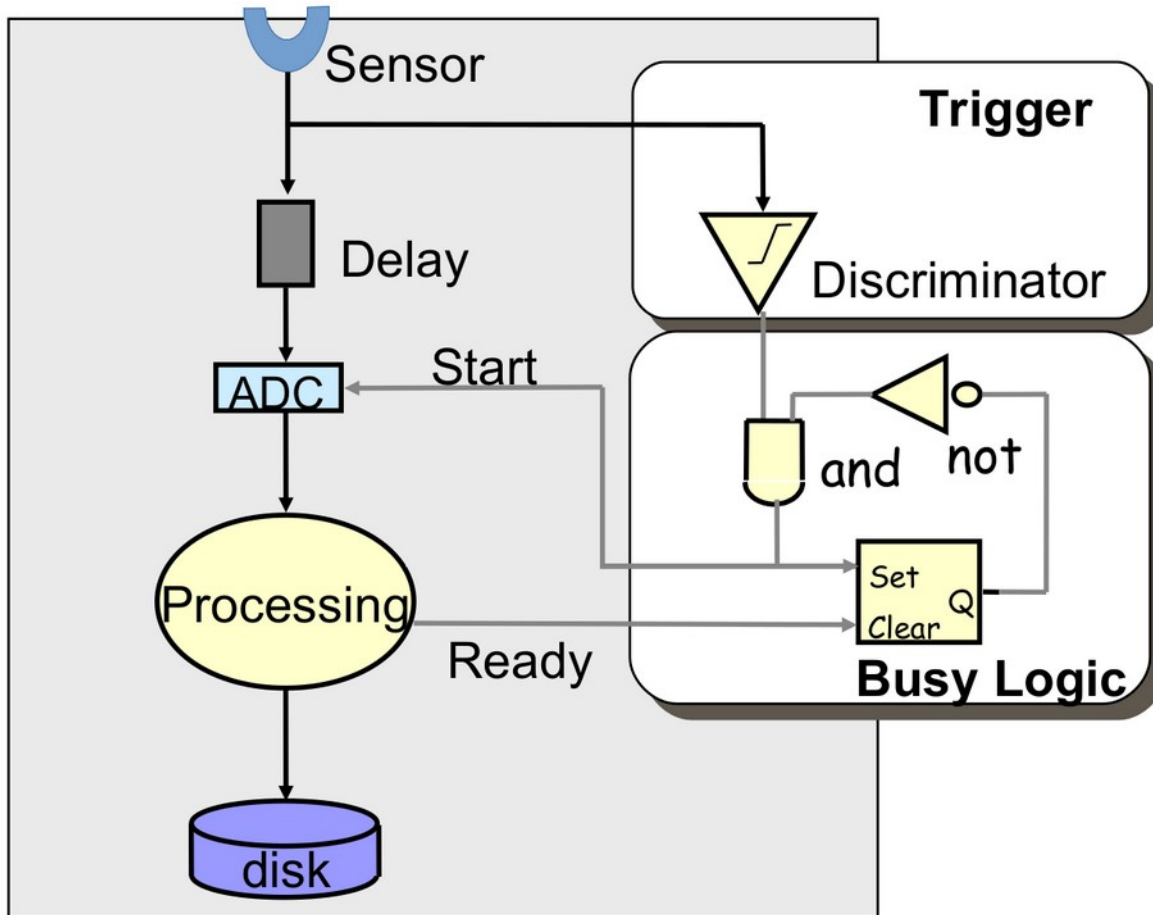 Sensor
Trigger
Delay
Discriminator
Start
ADC
and
not
Processing
Set
Q
Clear
Ready
Busy Logic
disk